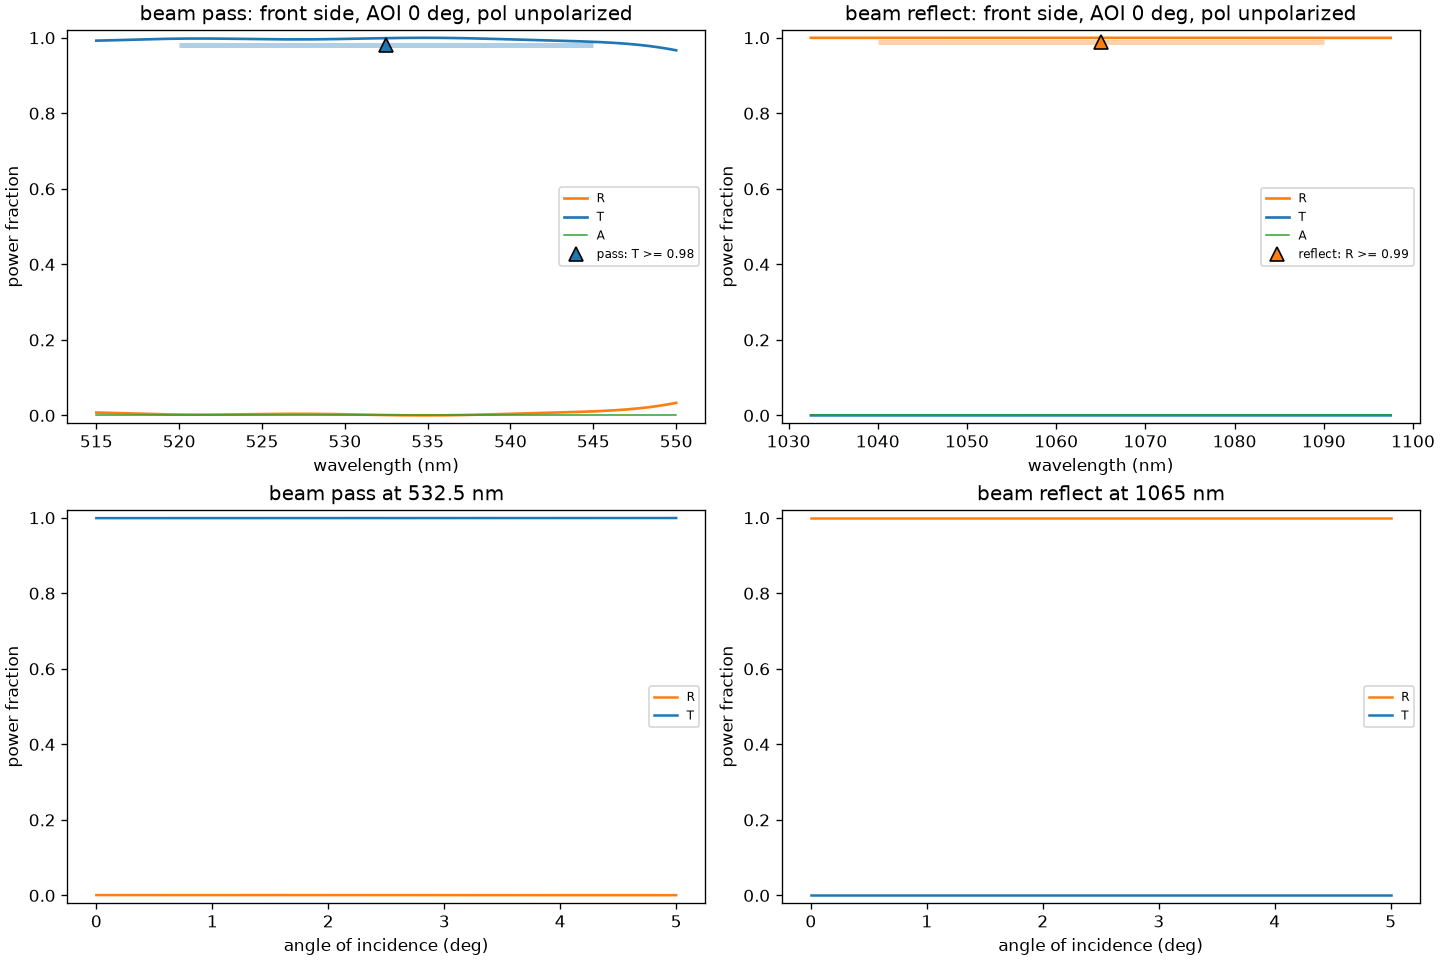 beam pass: front side, AOI 0 deg, pol unpolarized
1.0
0.8
0.6
0.4
0.2
0.0
power fraction
R
T
A
pass: T >= 0.98
515 520 525 530 535 540 545 550
wavelength (nm)
beam reflect: front side, AOI 0 deg, pol unpolarized
1.0
0.8
0.6
0.4
0.2
0.0
power fraction
R
T
A
reflect: R >= 0.99
1030 1040 1050 1060 1070 1080 1090 1100
wavelength (nm)
beam pass at 532.5 nm
1.0
0.8
0.6
0.4
0.2
0.0
power fraction
R
T
0 1 2 3 4 5
angle of incidence (deg)
beam reflect at 1065 nm
1.0
0.8
0.6
0.4
0.2
0.0
power fraction
R
T
0 1 2 3 4 5
angle of incidence (deg)